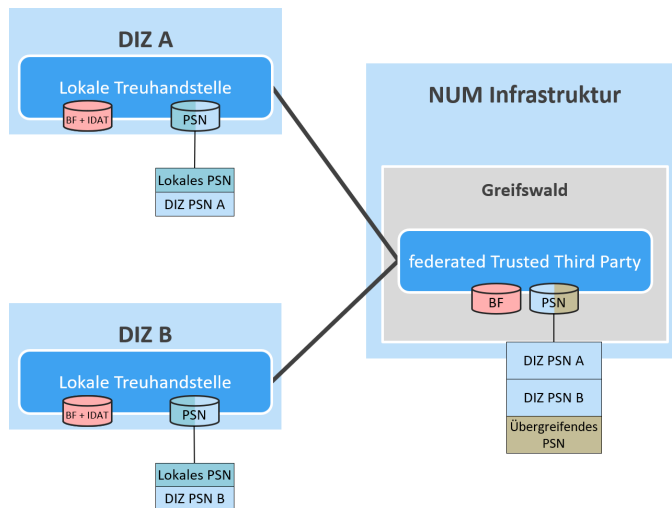 DIZ A
Lokale Treuhandstelle
BF + IDAT
PSN
Lokales PSN
DIZ PSN A
DIZ B
Lokale Treuhandstelle
BF + IDAT
PSN
Lokales PSN
DIZ PSN B
NUM Infrastruktur
Greifswald
federated Trusted Third Party
BF
PSN
DIZ PSN A
DIZ PSN B
Übergreifendes
PSN